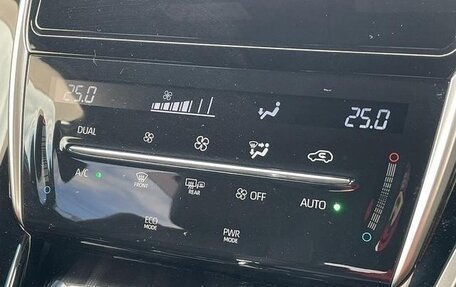 25.0 25.0
DUAL
A/C FRONT REAR OFF AUTO
ECO MODE PWR MODE